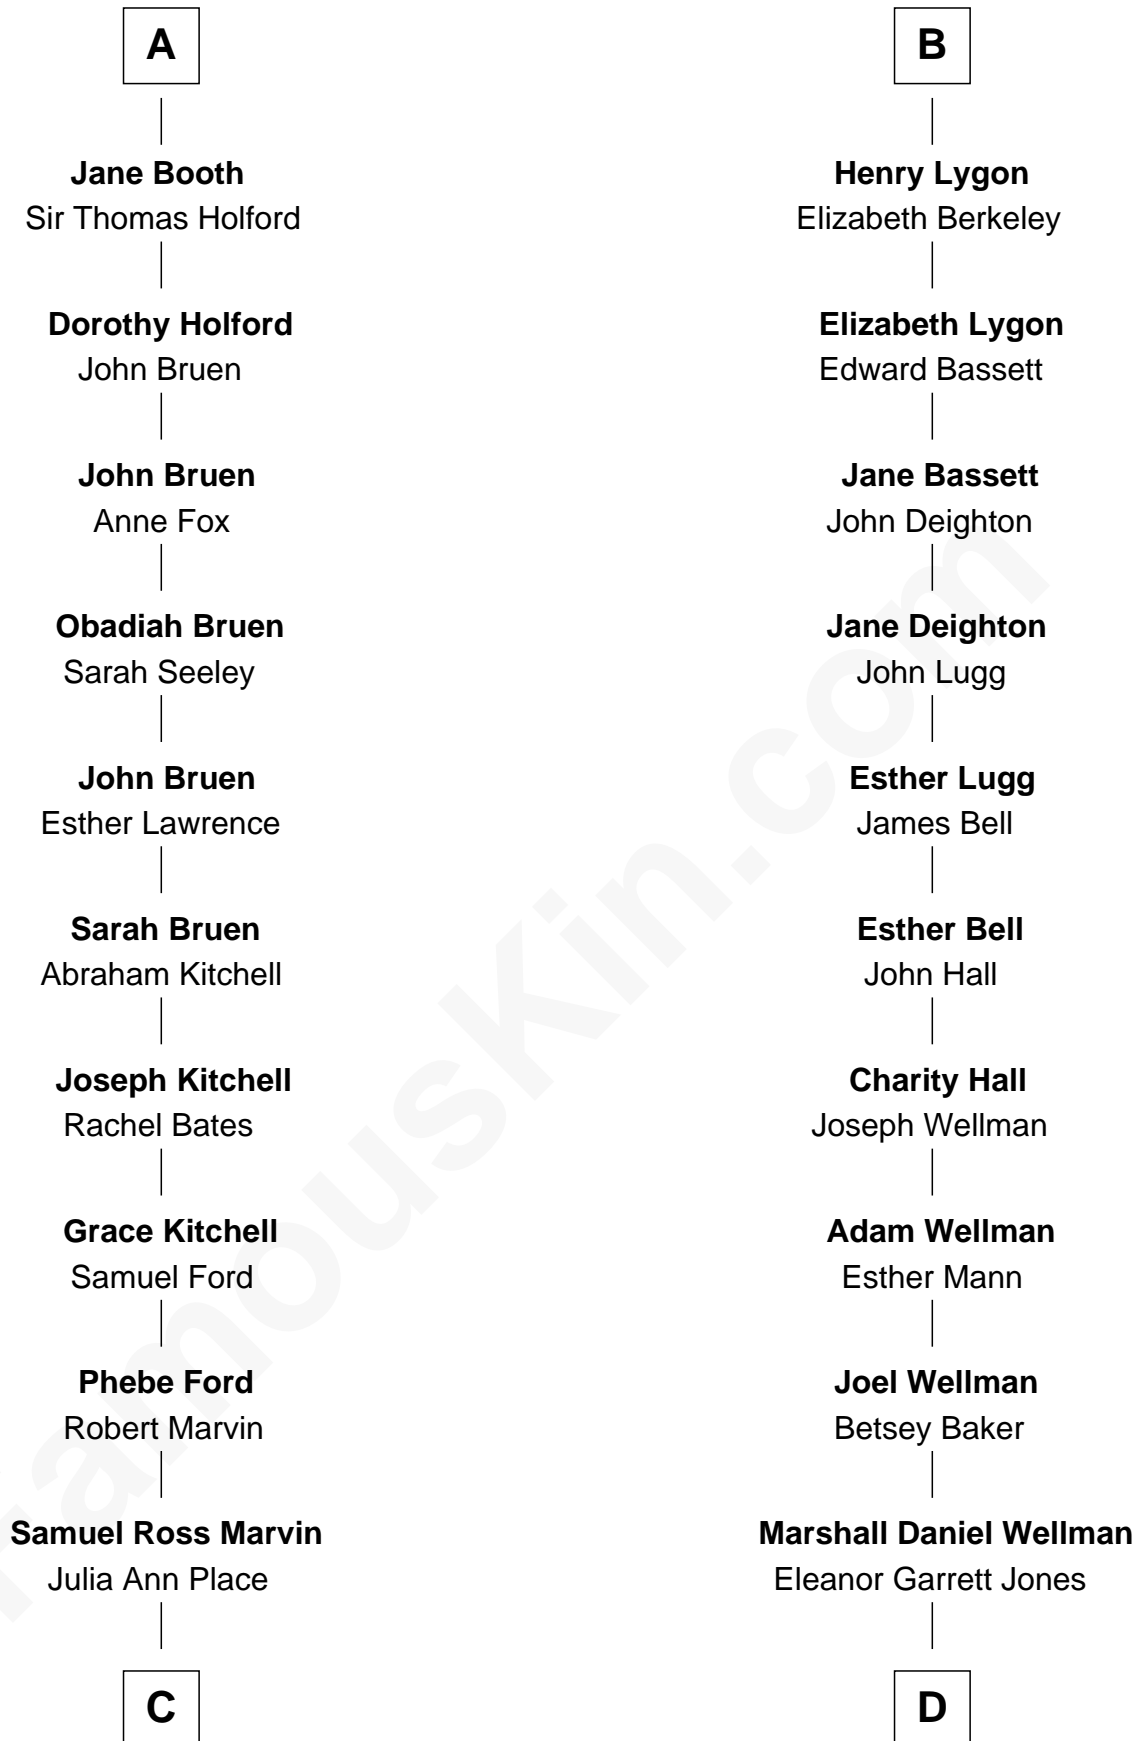 A
Jane Booth
Sir Thomas Holford
Dorothy Holford
John Bruen
John Bruen
Anne Fox
Obadiah Bruen
Sarah Seeley
John Bruen
Esther Lawrence
Sarah Bruen
Abraham Kitchell
Joseph Kitchell
Rachel Bates
Grace Kitchell
Samuel Ford
Phebe Ford
Robert Marvin
Samuel Ross Marvin
Julia Ann Place
C
B
Henry Lygon
Elizabeth Berkeley
Elizabeth Lygon
Edward Bassett
Jane Bassett
John Deighton
Jane Deighton
John Lugg
Esther Lugg
James Bell
Esther Bell
John Hall
Charity Hall
Joseph Wellman
Adam Wellman
Esther Mann
Joel Wellman
Betsey Baker
Marshall Daniel Wellman
Eleanor Garrett Jones
D
FamousKin.com